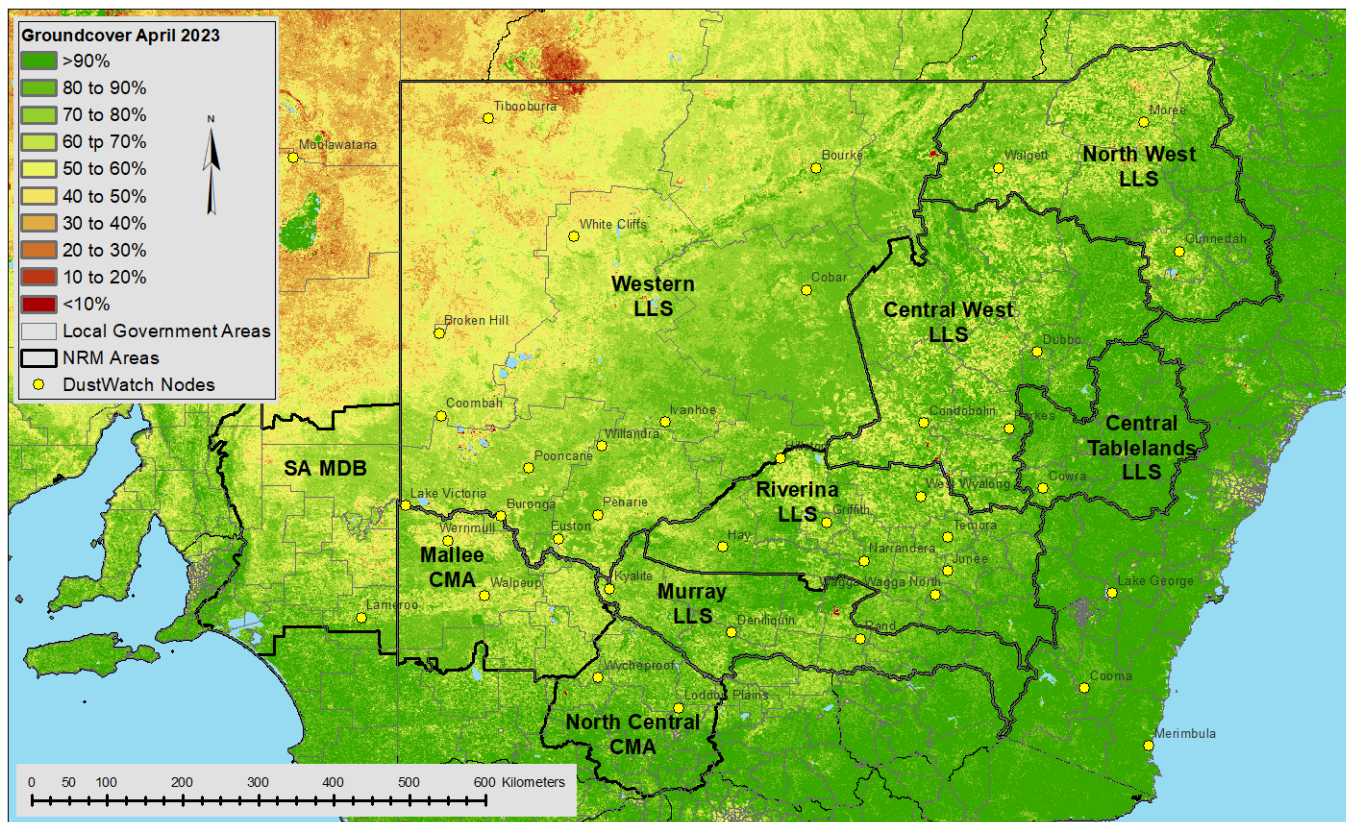 Groundcover April 2023
>90%
80 to 90%
70 to 80%
60 tp 70%
50 to 60%
40 to 50%
30 to 40%
20 to 30%
10 to 20%
<10%
Local Government Areas
NRM Areas
DustWatch Nodes
N
Tibooburra
Moolawatana
Moree
Bourke
Walgett
North West
LLS
White Cliffs
Gunnedah
Western
LLS
Cobar
Central West
LLS
Broken Hill
Dubbo
Coombah
Ivanhoe
Condobolin
Parkes
Central
Tablelands
LLS
Willandra
Hillston
SA MDB
Pooncarie
Riverina
LLS
West Wyalong
Cowra
Lake Victoria
Buronga
Penarie
Griffith
Werrimull
Euston
Temora
Mallee
CMA
Hay
Narrandera
Junee
Walpeup
Kyalite
Murray
LLS
Wagga Wagga North
Lake George
Lameroo
Deniliquin
Rand
Wycheproof
Cooma
Loddon Plains
North Central
CMA
Merimbula
0 50 100 200 300 400 500 600 Kilometers